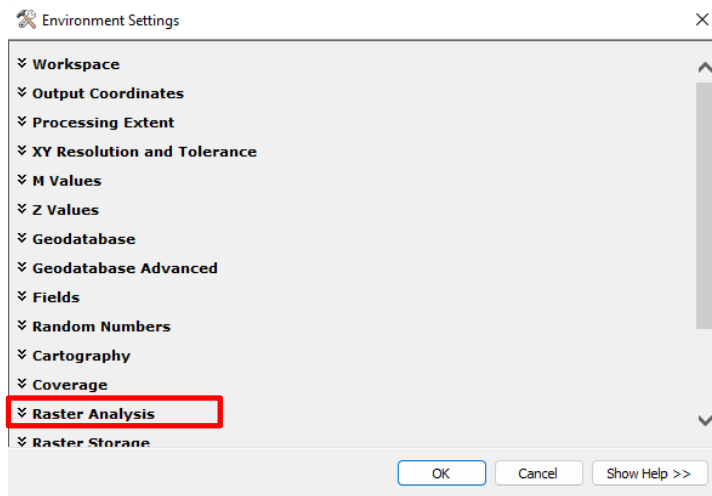 Environment Settings
Workspace
Output Coordinates
Processing Extent
XY Resolution and Tolerance
M Values
Z Values
Geodatabase
Geodatabase Advanced
Fields
Random Numbers
Cartography
Coverage
Raster Analysis
Raster Storage
OK Cancel Show Help >>